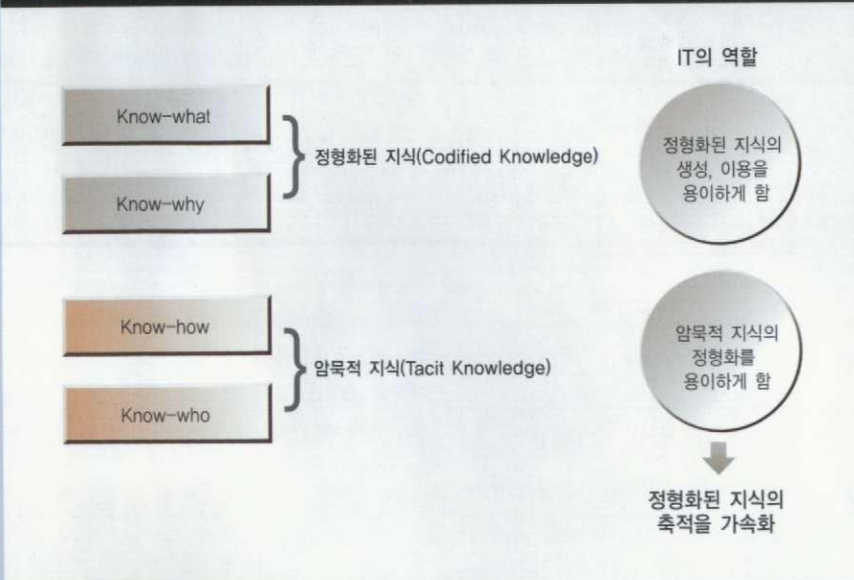 IT의 역할
Know-what
Know-why
정형화된 지식(Codified Knowledge)
정형화된 지식의
생성, 이용을
용이하게 함
Know-how
Know-who
암묵적 지식(Tacit Knowledge)
암묵적 지식의
정형화를
용이하게 함
정형화된 지식의
축적을 가속화